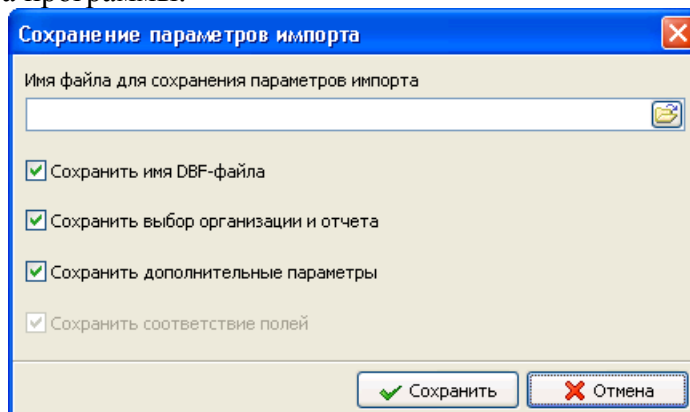 а программы.
Сохранение параметров импорта
Имя файла для сохранения параметров импорта
Сохранить имя DBF-файла
Сохранить выбор организации и отчета
Сохранить дополнительные параметры
Сохранить соответствие полей
Сохранить Отмена